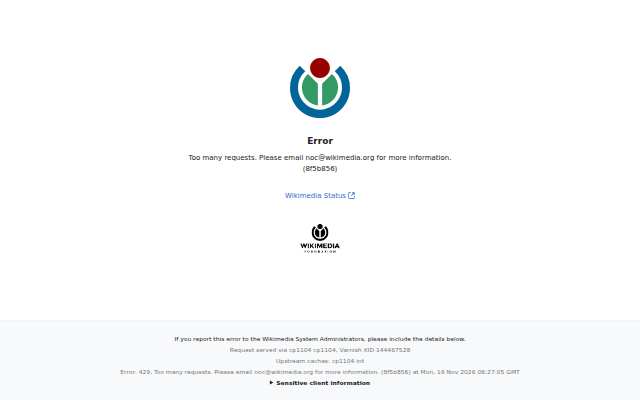 Error
Too many requests. Please email noc@wikimedia.org for more information.
(8f5b856)
Wikimedia Status
WIKIMEDIA
FOUNDATION
If you report this error to the Wikimedia System Administrators, please include the details below.
Request served via cp1104 cp1104, Varnish XID 144467528
Upstream caches: cp1104 int
Error: 429, Too many requests. Please email noc@wikimedia.org for more information. (8f5b856) at Mon, 16 Nov 2026 06:27:05 GMT
Sensitive client information